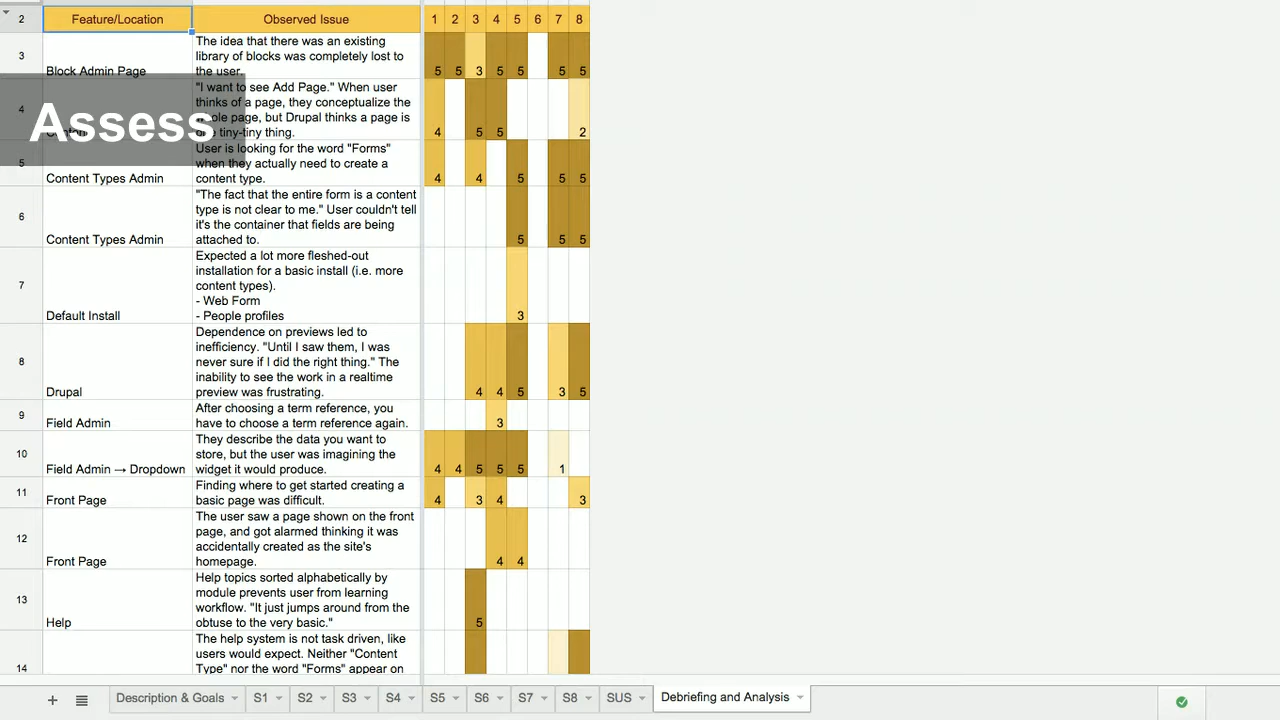 2 Feature/Location Observed Issue 1 2 3 4 5 6 7 8
The idea that there was an existing
3 library of blocks was completely lost to
Block Admin Page the user. 5 5 3 5 5 5 5
"I want to see Add Page." When user
4 thinks of a page, they conceptualize the
whole page, but Drupal thinks a page is
one tiny-tiny thing. 4 5 5 2
Assess
User is looking for the word "Forms"
5 when they actually need to create a
Content Types Admin content type. 4 4 5 5 5
"The fact that the entire form is a content
6 type is not clear to me." User couldn't tell
it's the container that fields are being
Content Types Admin attached to. 5 5 5
Expected a lot more fleshed-out
installation for a basic install (i.e. more
7 content types).
- Web Form
Default Install - People profiles 3
Dependence on previews led to
inefficiency. "Until I saw them, I was
8 never sure if I did the right thing." The
inability to see the work in a realtime
Drupal preview was frustrating. 4 4 5 3 5
9 After choosing a term reference, you
Field Admin have to choose a term reference again. 3
They describe the data you want to
10 store, but the user was imagining the
Field Admin → Dropdown widget it would produce. 4 4 5 5 5 1
11 Finding where to get started creating a
Front Page basic page was difficult. 4 3 4 3
The user saw a page shown on the front
12 page, and got alarmed thinking it was
accidentally created as the site's
Front Page homepage. 4 4
Help topics sorted alphabetically by
13 module prevents user from learning
workflow. "It just jumps around from the
Help obtuse to the very basic." 5
The help system is not task driven, like
users would expect. Neither "Content
14 Type" nor the word "Forms" appear on
+ Description & Goals S1 S2 S3 S4 S5 S6 S7 S8 SUS Debriefing and Analysis